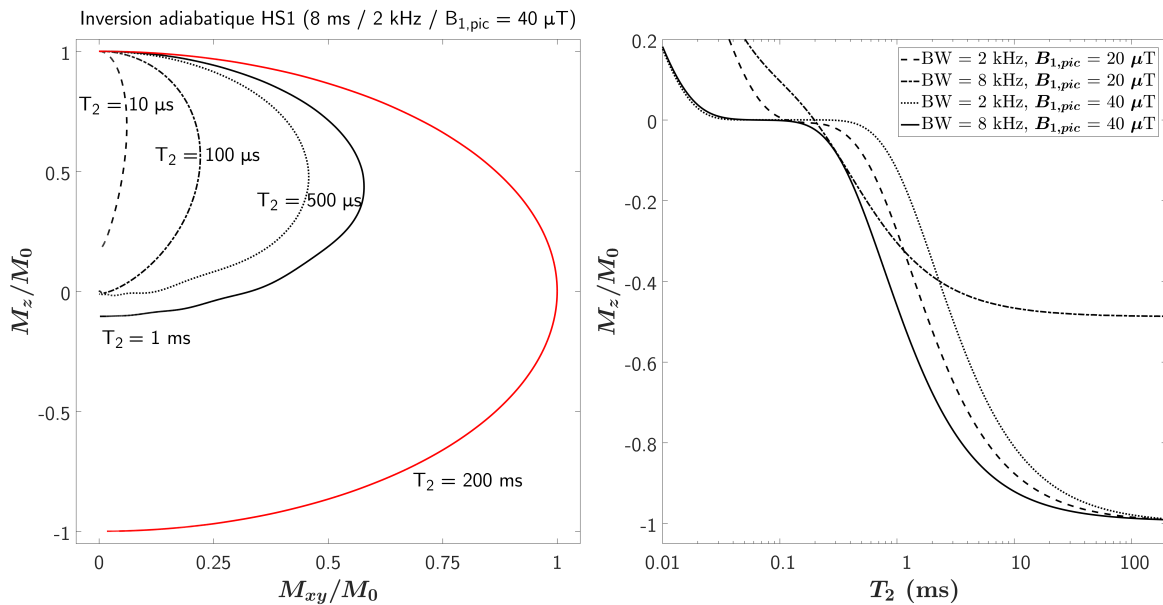 Inversion adiabatique HS1 (8 ms / 2 kHz / B1,pic = 40 µT)
1
0.5
0
-0.5
-1
Mz/M0
T2 = 10 µs
T2 = 100 µs
T2 = 500 µs
T2 = 1 ms
T2 = 200 ms
0
0.25
0.5
0.75
1
Mxy/M0
0.2
0
-0.2
-0.4
-0.6
-0.8
-1
Mz/M0
BW = 2 kHz, B1,pic = 20 µT
BW = 8 kHz, B1,pic = 20 µT
BW = 2 kHz, B1,pic = 40 µT
BW = 8 kHz, B1,pic = 40 µT
0.01
0.1
1
10
100
T2 (ms)